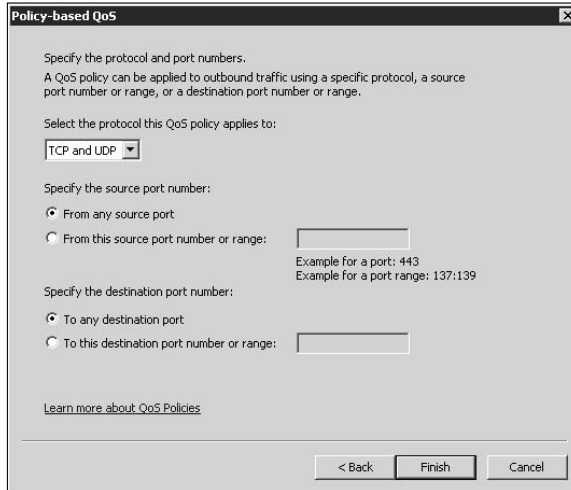 Policy-based QoS
Specify the protocol and port numbers.
A QoS policy can be applied to outbound traffic using a specific protocol, a source
port number or range, or a destination port number or range.
Select the protocol this QoS policy applies to:
TCP and UDP
Specify the source port number:
From any source port
From this source port number or range:
Example for a port: 443
Example for a port range: 137:139
Specify the destination port number:
To any destination port
To this destination port number or range:
Learn more about QoS Policies
< Back
Finish
Cancel